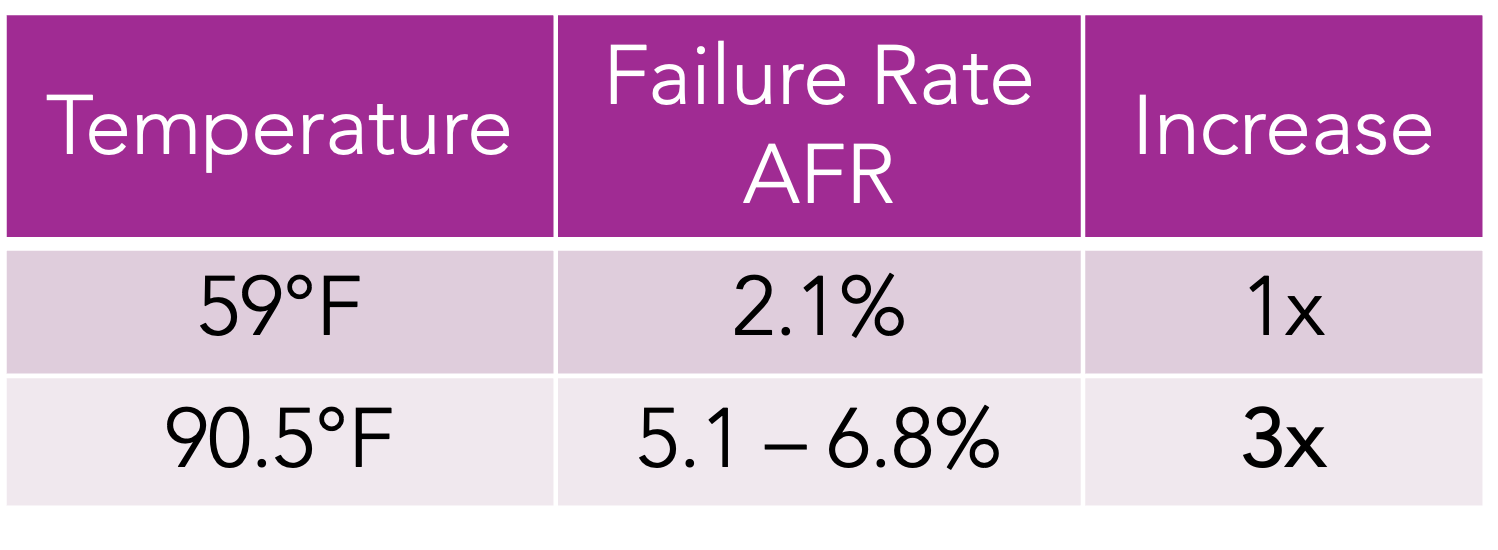 Temperature
Failure Rate
AFR
Increase
59°F
2.1%
1x
90.5°F
5.1 – 6.8%
3x